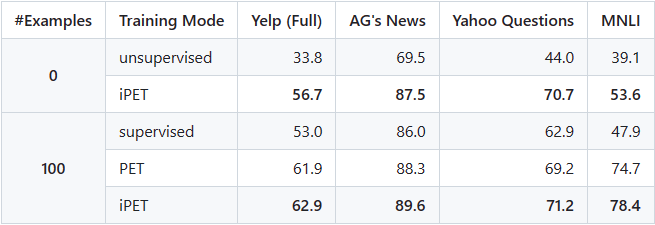 #Examples Training Mode Yelp (Full) AG's News Yahoo Questions MNLI
0 unsupervised 33.8 69.5 44.0 39.1
iPET 56.7 87.5 70.7 53.6
100 supervised 53.0 86.0 62.9 47.9
PET 61.9 88.3 69.2 74.7
iPET 62.9 89.6 71.2 78.4